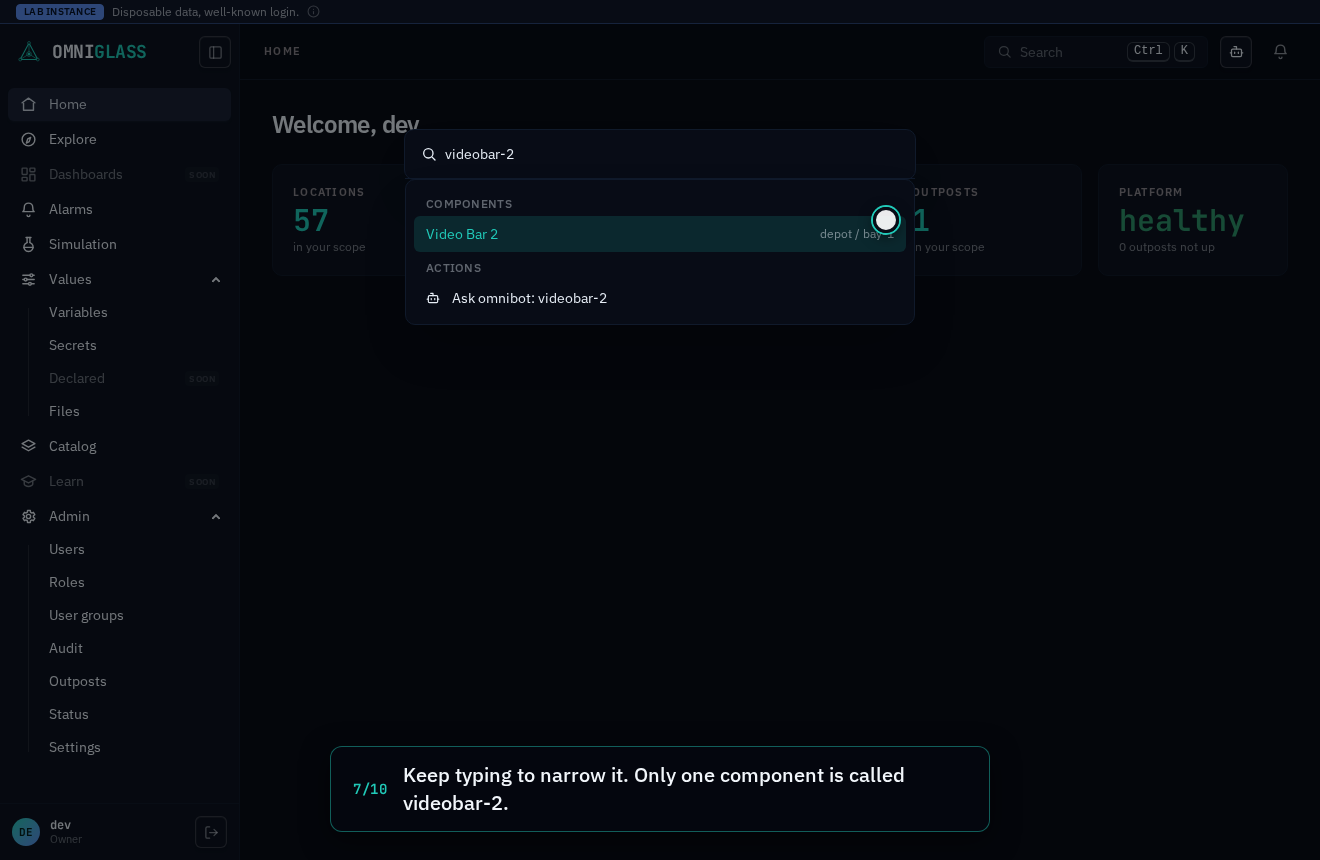 LAB INSTANCE Disposable data, well-known login.
OMNIGLASS
HOME
Search Ctrl K
Home
Explore
Dashboards SOON
Alarms
Simulation
Values
Variables
Secrets
Declared SOON
Files
Catalog
Learn SOON
Admin
Users
Roles
User groups
Audit
Outposts
Status
Settings
DE dev
Owner
Welcome, dev
LOCATIONS
57
in your scope
OUTPOSTS
1
in your scope
PLATFORM
healthy
0 outposts not up
videobar-2
COMPONENTS
Video Bar 2 depot / bay-1
ACTIONS
Ask omnibot: videobar-2
7/10 Keep typing to narrow it. Only one component is called
videobar-2.